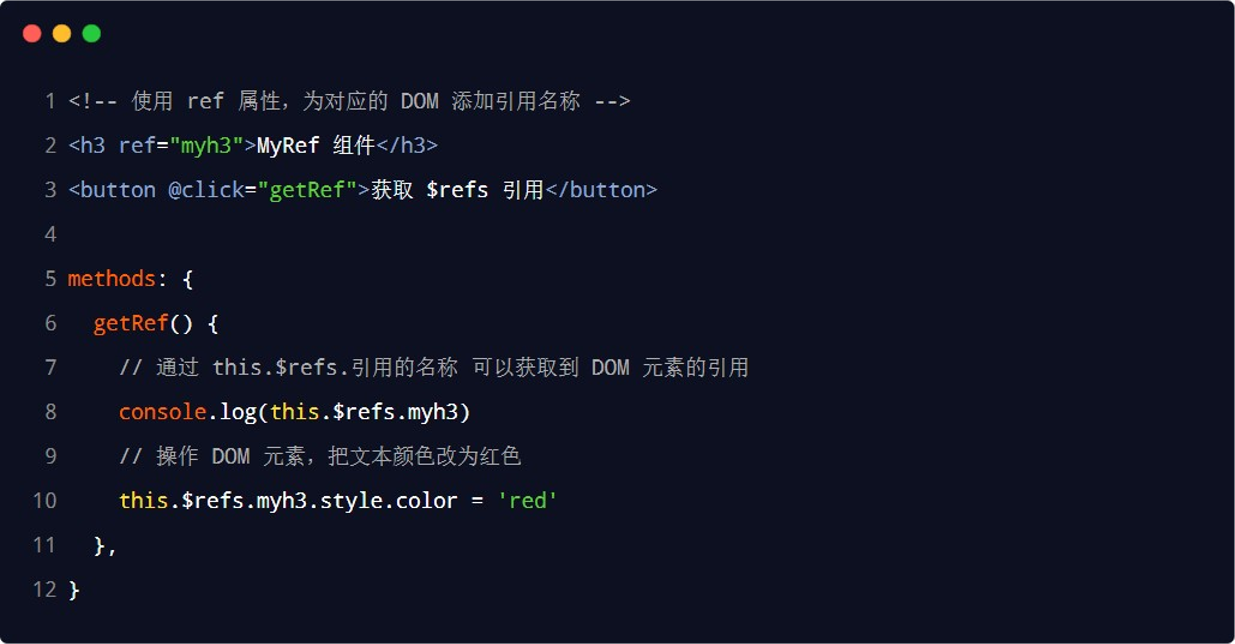 1 <!-- 使用 ref 属性，为对应的 DOM 添加引用名称 -->
2 <h3 ref="myh3">MyRef 组件</h3>
3 <button @click="getRef">获取 $refs 引用</button>
4
5 methods: {
6   getRef() {
7     // 通过 this.$refs.引用的名称 可以获取到 DOM 元素的引用
8     console.log(this.$refs.myh3)
9     // 操作 DOM 元素，把文本颜色改为红色
10     this.$refs.myh3.style.color = 'red'
11   },
12 }